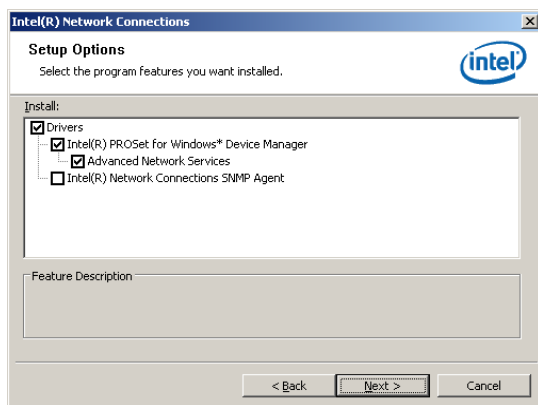 Intel(R) Network Connections
Setup Options
Select the program features you want installed.
intel
Install:
Drivers
Intel(R) PROSet for Windows* Device Manager
Advanced Network Services
Intel(R) Network Connections SNMP Agent
Feature Description
< Back
Next >
Cancel